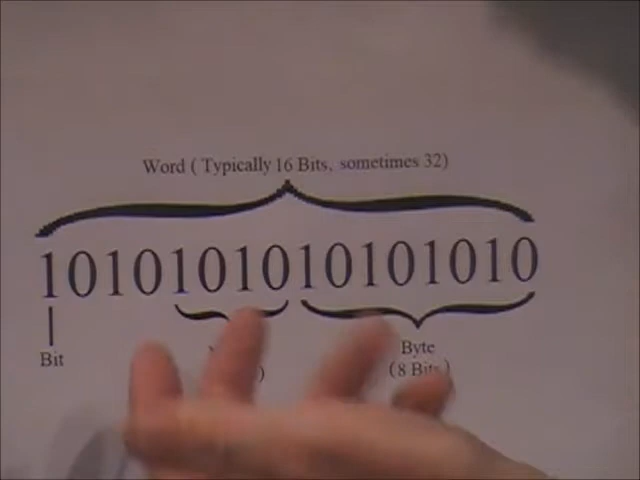 Word ( Typically 16 Bits, sometimes 32)
1010101010101010
Bit
Byte
(8 Bits)